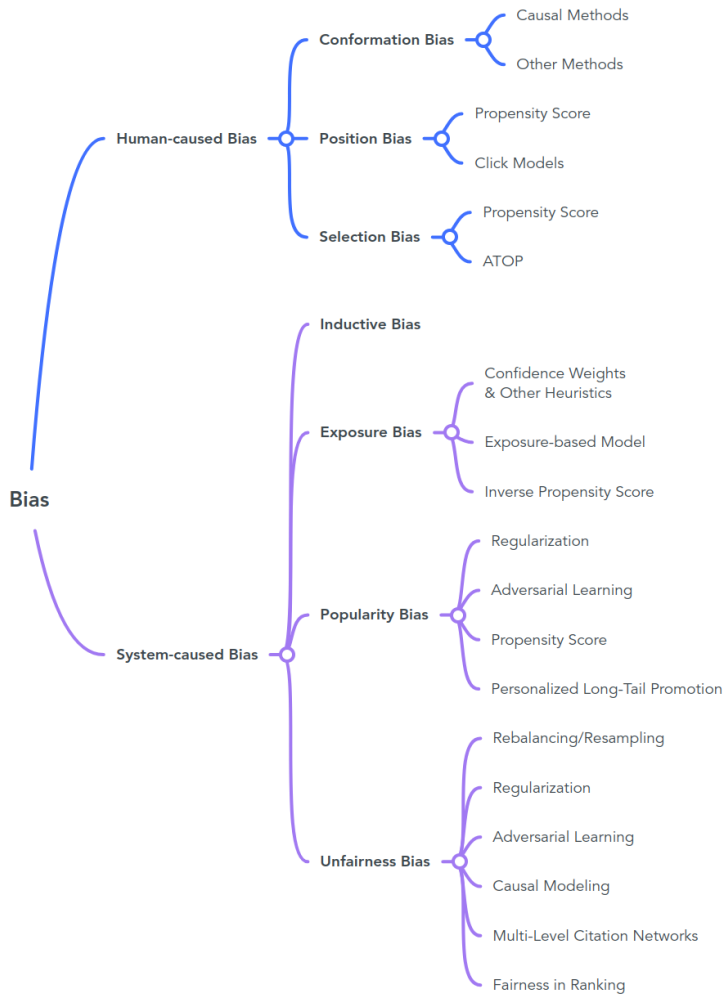 Bias
Human-caused Bias
Conformation Bias
Causal Methods
Other Methods
Position Bias
Propensity Score
Click Models
Selection Bias
Propensity Score
ATOP
System-caused Bias
Inductive Bias
Exposure Bias
Confidence Weights
& Other Heuristics
Exposure-based Model
Inverse Propensity Score
Popularity Bias
Regularization
Adversarial Learning
Propensity Score
Personalized Long-Tail Promotion
Unfairness Bias
Rebalancing/Resampling
Regularization
Adversarial Learning
Causal Modeling
Multi-Level Citation Networks
Fairness in Ranking